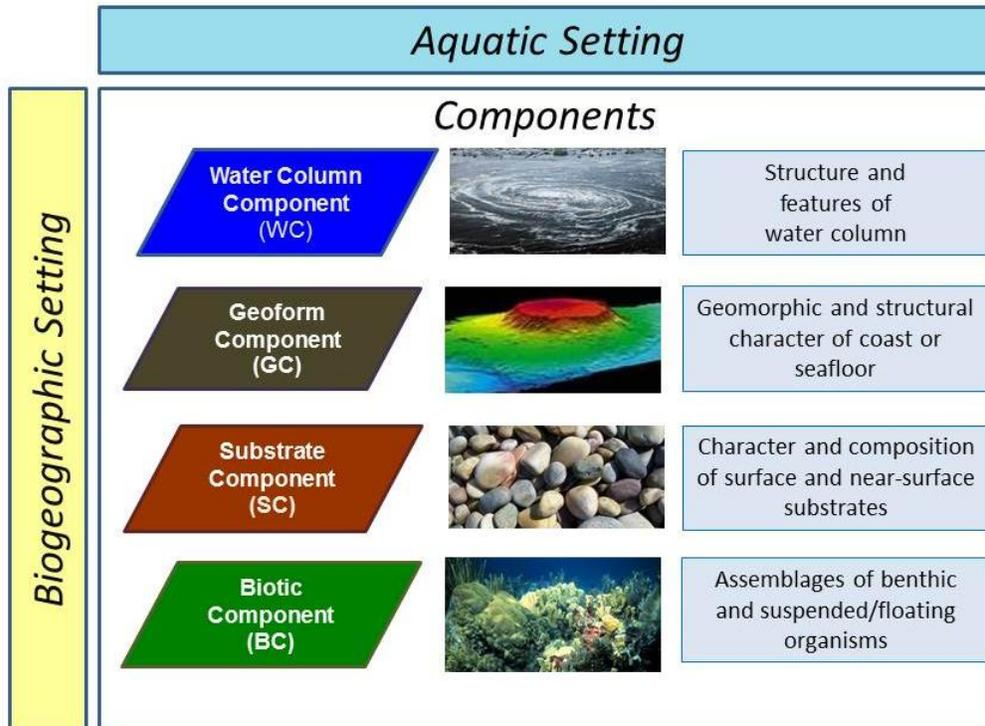 Aquatic Setting
Biogeographic Setting
Components
Water Column
Component
(WC)
Structure and
features of
water column
Geoform
Component
(GC)
Geomorphic and structural
character of coast or
seafloor
Substrate
Component
(SC)
Character and composition
of surface and near-surface
substrates
Biotic
Component
(BC)
Assemblages of benthic
and suspended/floating
organisms